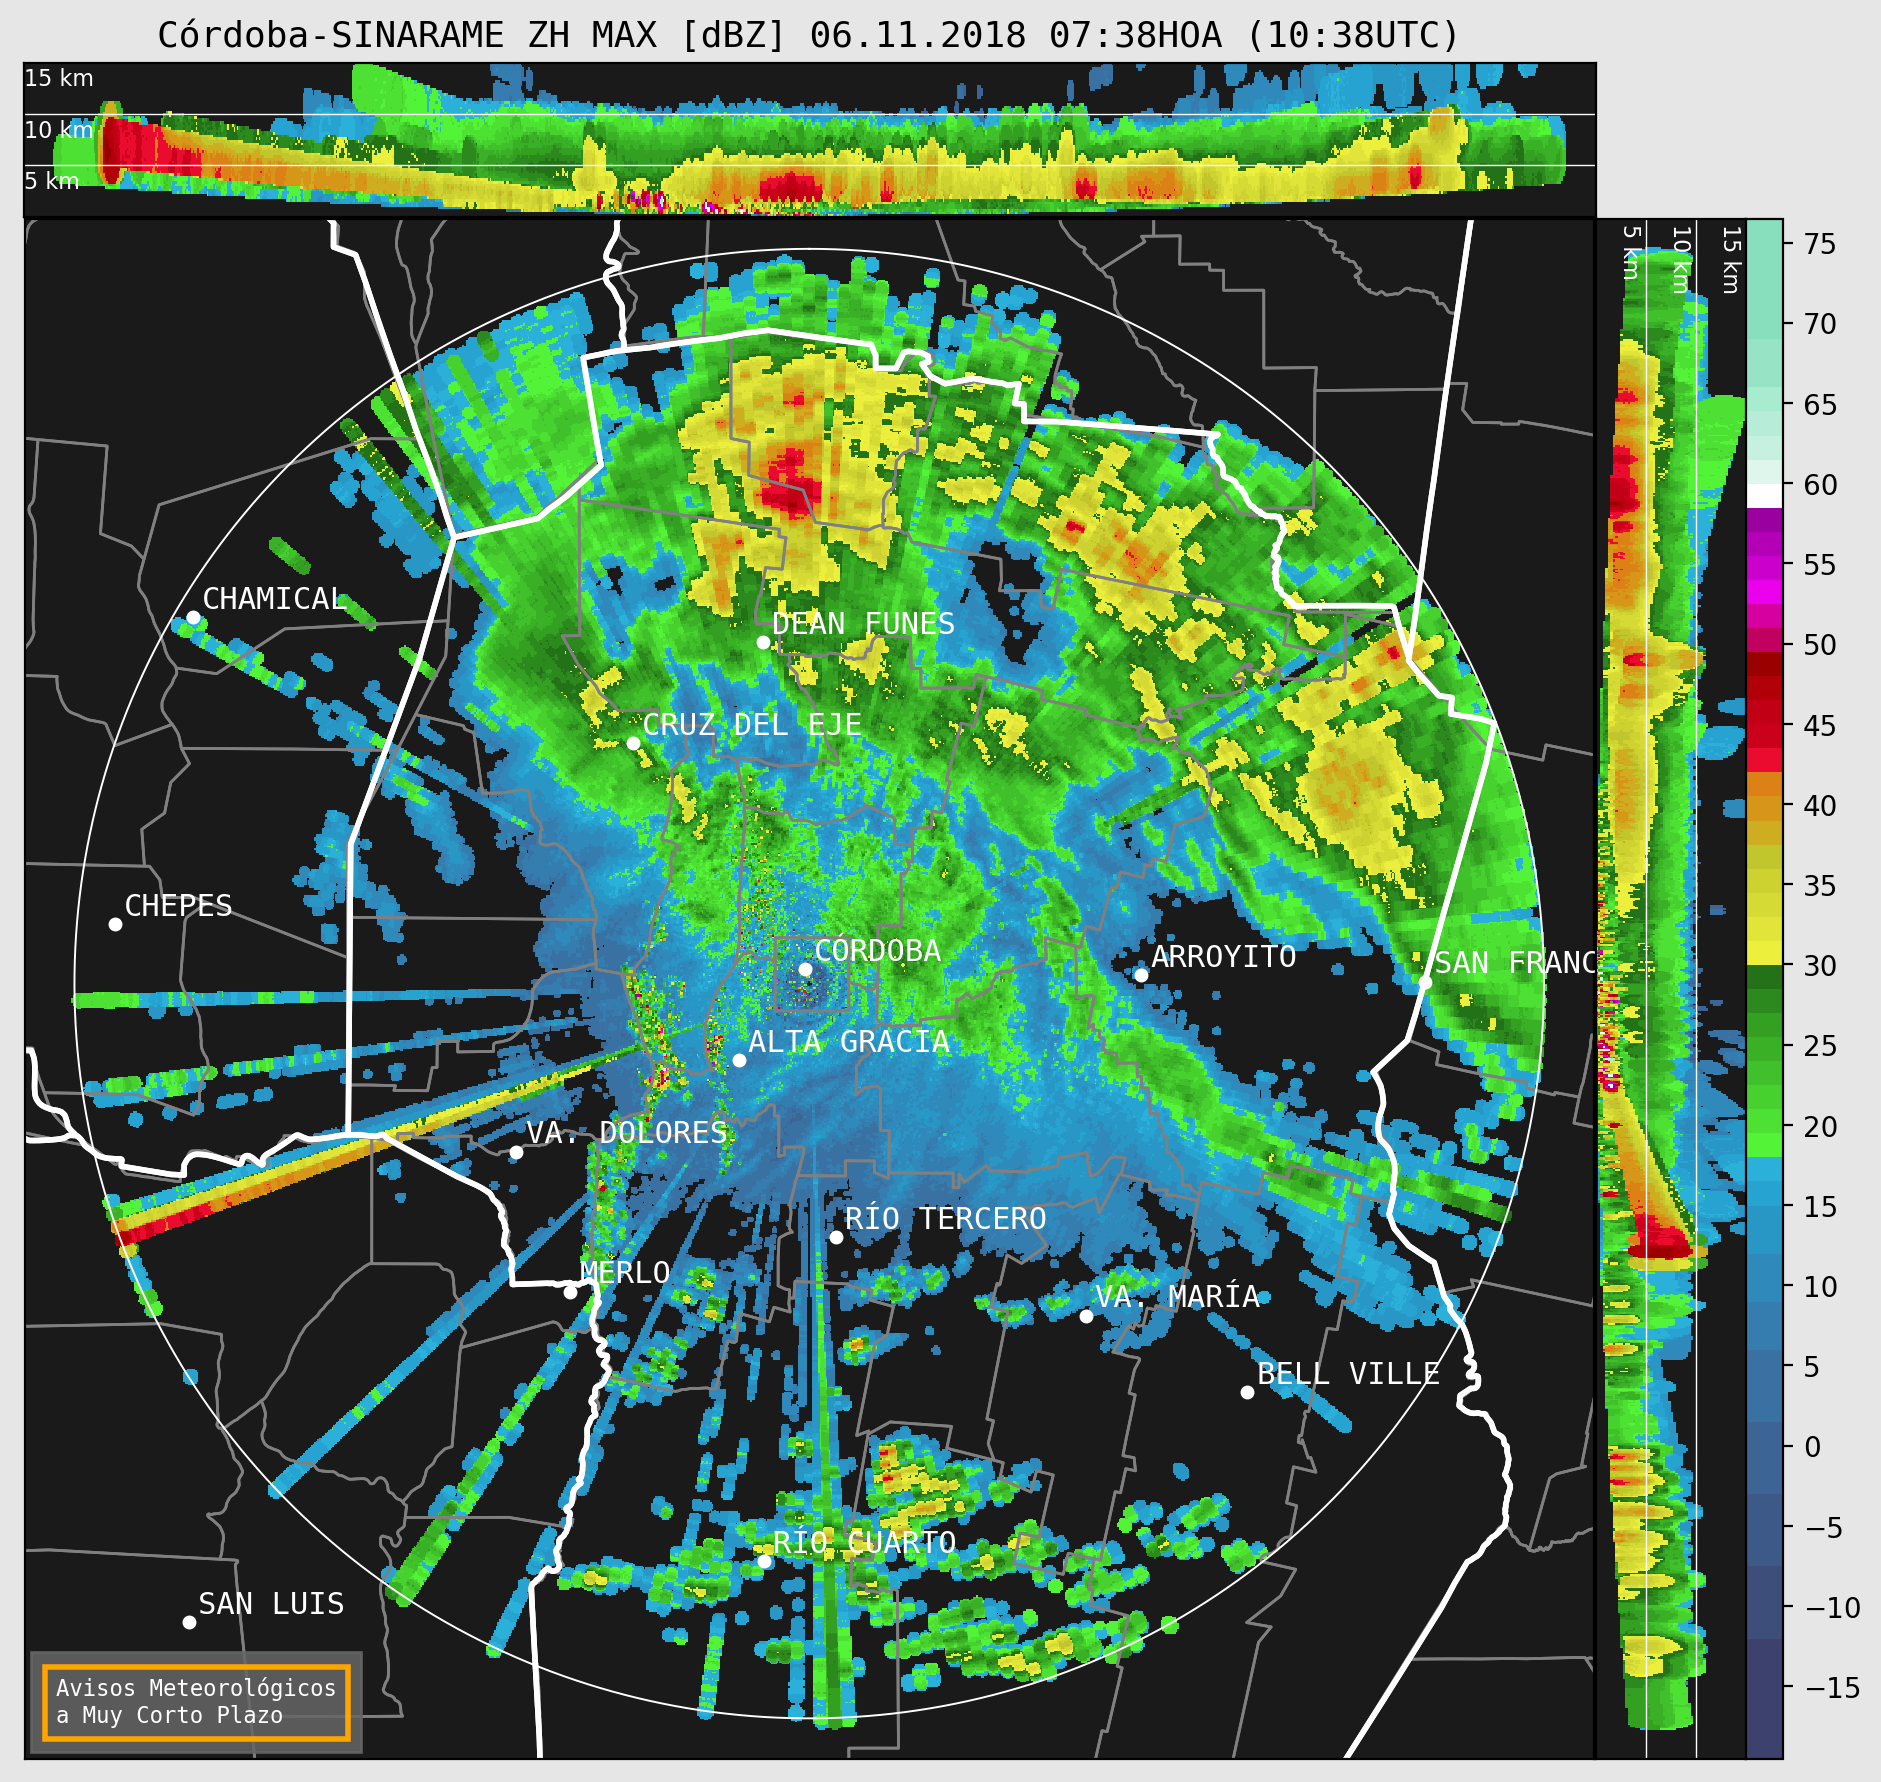 Córdoba-SINARAME ZH MAX [dBZ] 06.11.2018 07:38HOA (10:38UTC)
15 km
10 km
5 km
5 km
10 km
15 km
75
70
65
60
55
50
45
40
35
30
25
20
15
10
5
0
−5
−10
−15
CHAMICAL
DEAN FUNES
CRUZ DEL EJE
CHEPES
CÓRDOBA
ARROYITO
SAN FRANC
ALTA GRACIA
VA. DOLORES
RÍO TERCERO
MERLO
VA. MARÍA
BELL VILLE
RÍO CUARTO
SAN LUIS
Avisos Meteorológicos
a Muy Corto Plazo